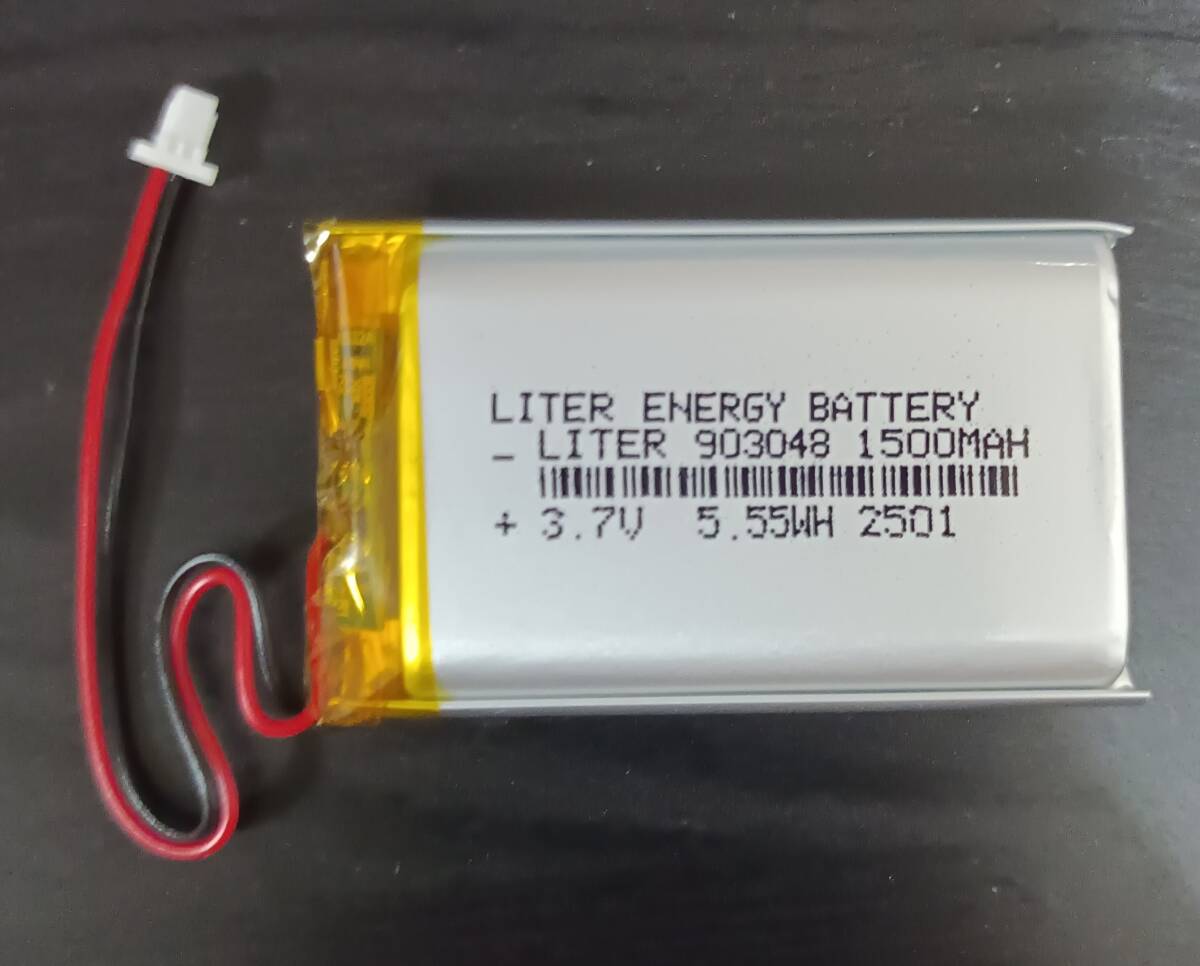 LITER ENERGY BATTERY
- LITER 903048 1500MAH
+ 3.7V 5.55WH 2501